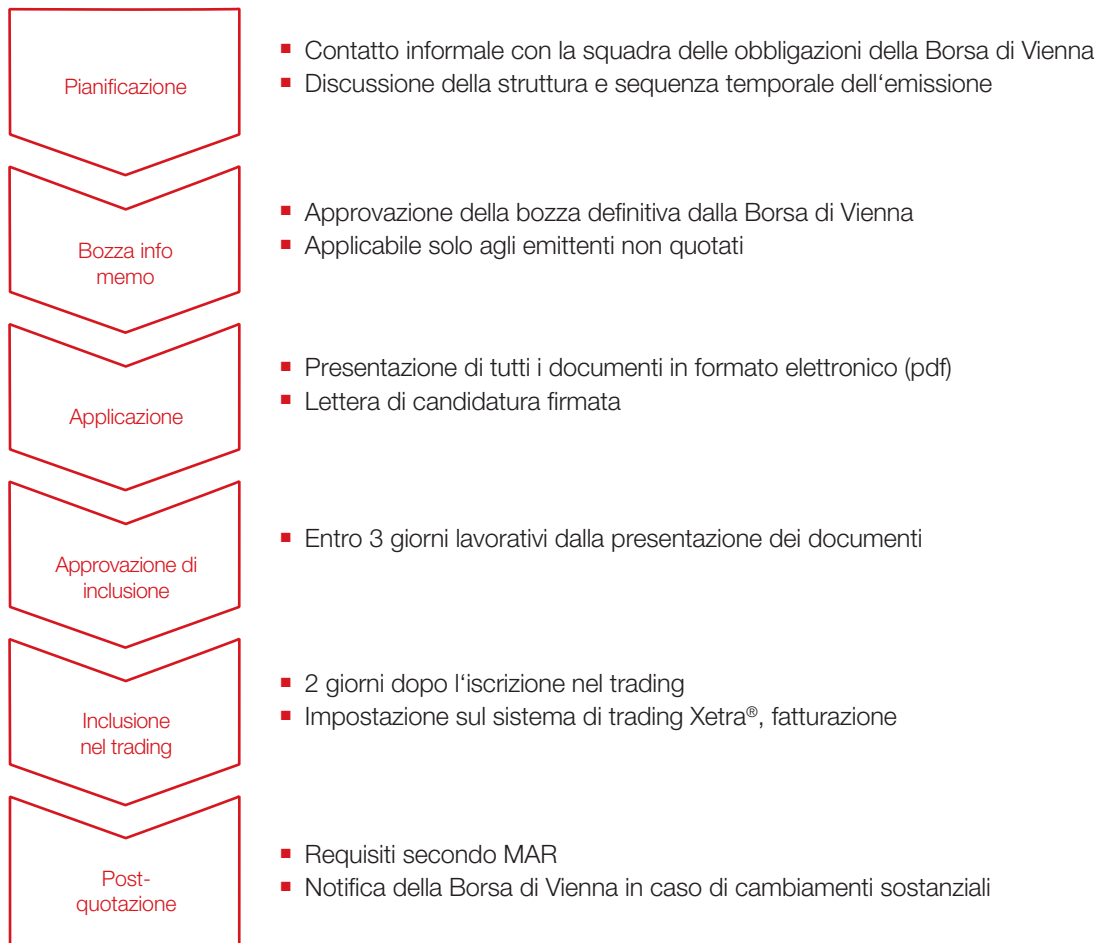 Pianificazione
▪ Contatto informale con la squadra delle obbligazioni della Borsa di Vienna
▪ Discussione della struttura e sequenza temporale dell‘emissione
Bozza info
memo
▪ Approvazione della bozza definitiva dalla Borsa di Vienna
▪ Applicabile solo agli emittenti non quotati
Applicazione
▪ Presentazione di tutti i documenti in formato elettronico (pdf)
▪ Lettera di candidatura firmata
Approvazione di
inclusione
▪ Entro 3 giorni lavorativi dalla presentazione dei documenti
Inclusione
nel trading
▪ 2 giorni dopo l‘iscrizione nel trading
▪ Impostazione sul sistema di trading Xetra®, fatturazione
Post-
quotazione
▪ Requisiti secondo MAR
▪ Notifica della Borsa di Vienna in caso di cambiamenti sostanziali